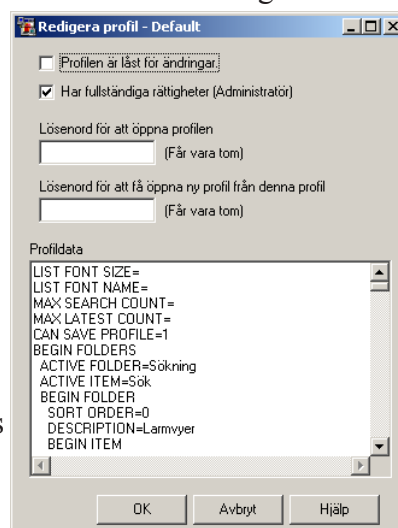 Redigera profil - Default
Profilen är låst för ändringar.
Har fullständiga rättigheter (Administratör)
Lösenord för att öppna profilen
(Får vara tom)
Lösenord för att få öppna ny profil från denna profil
(Får vara tom)
Profildata
LIST FONT SIZE=
LIST FONT NAME=
MAX SEARCH COUNT=
MAX LATEST COUNT=
CAN SAVE PROFILE=1
BEGIN FOLDERS
ACTIVE FOLDER=Sökning
ACTIVE ITEM=Sök
BEGIN FOLDER
SORT ORDER=0
DESCRIPTION=Larmvyer
BEGIN ITEM
OK Avbryt Hjälp